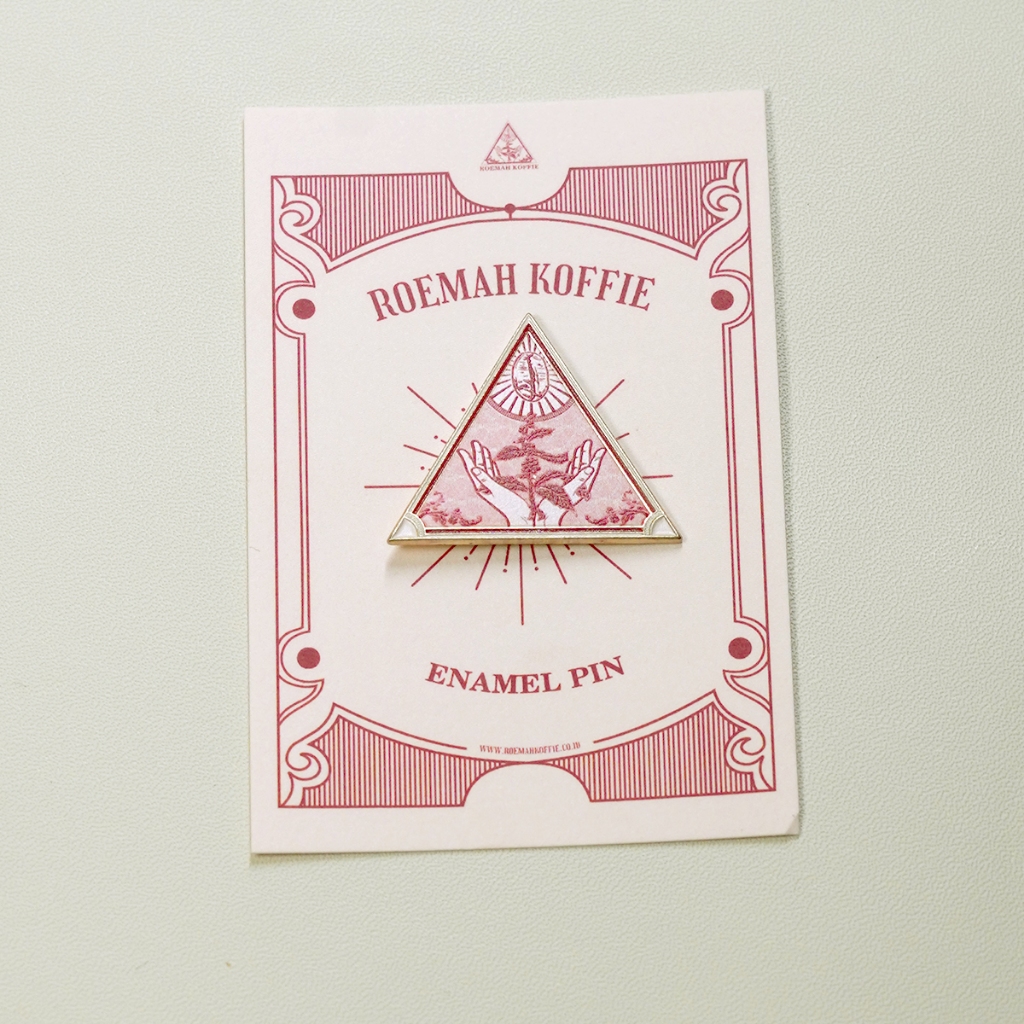 ROEMAH KOFFIE
ROEMAH KOFFIE
ENAMEL PIN
WWW.ROEMAHKOFFIE.CO.ID